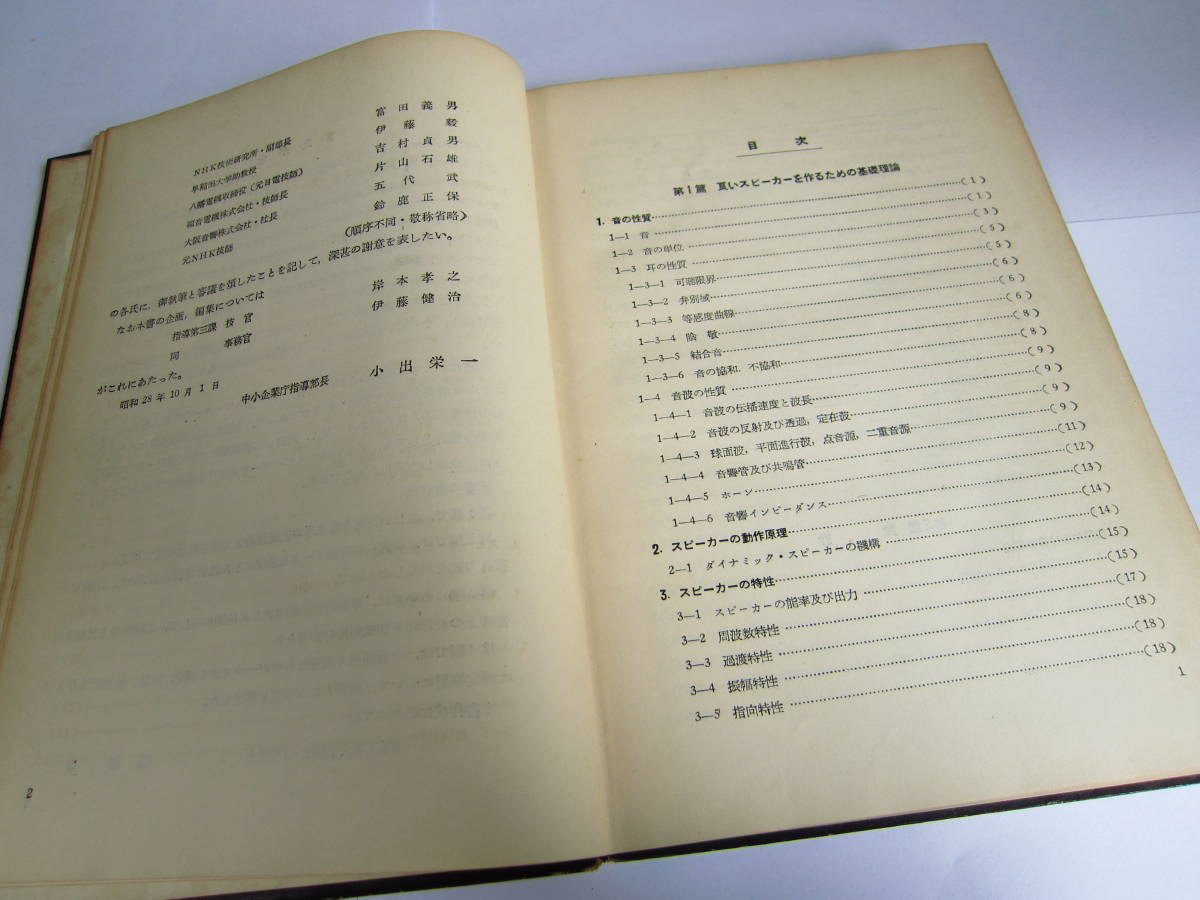 富田義男
NHK技術研究所・副部長 伊藤毅
早稲田大学助教授 吉村貞男
八幡電機取締役(元日電技師) 片山石雄
福音電機株式会社・技師長 五代武
大阪音響株式会社・社長 鈴鹿正保
元NHK技師
(順序不同・敬称省略)
の各氏に,御執筆と答議を煩したことを記して,深甚の謝意を表したい。
なお本書の企画,編集については
指導第三課 技官 岸本孝之
同 事務官 伊藤健治
がこれにあたった。
昭和28年10月1日
中小企業庁指導部長 小出栄一
2
目次
第1篇 良いスピーカーを作るための基礎理論
1. 音の性質……(1)
1―1 音……(1)
1―2 音の単位……(3)
1―3 耳の性質……(5)
1―3―1 可聴限界……(5)
1―3―2 弁別域……(6)
1―3―3 等感度曲線……(6)
1―3―4 陰蔽……(8)
1―3―5 結合音……(8)
1―3―6 音の協和,不協和……(9)
1―4 音波の性質……(9)
1―4―1 音波の伝播速度と波長……(9)
1―4―2 音波の反射及び透過,定在波……(9)
1―4―3 球面波,平面進行波,点音源,二重音源……(11)
1―4―4 音響管及び共鳴管……(12)
1―4―5 ホーン……(13)
1―4―6 音響インピーダンス……(14)
2. スピーカーの動作原理……(14)
2―1 ダイナミック・スピーカーの機構……(15)
3. スピーカーの特性……(15)
3―1 スピーカーの能率及び出力……(17)
3―2 周波数特性……(18)
3―3 過渡特性……(18)
3―4 振幅特性……(18)
3―5 指向特性……
1